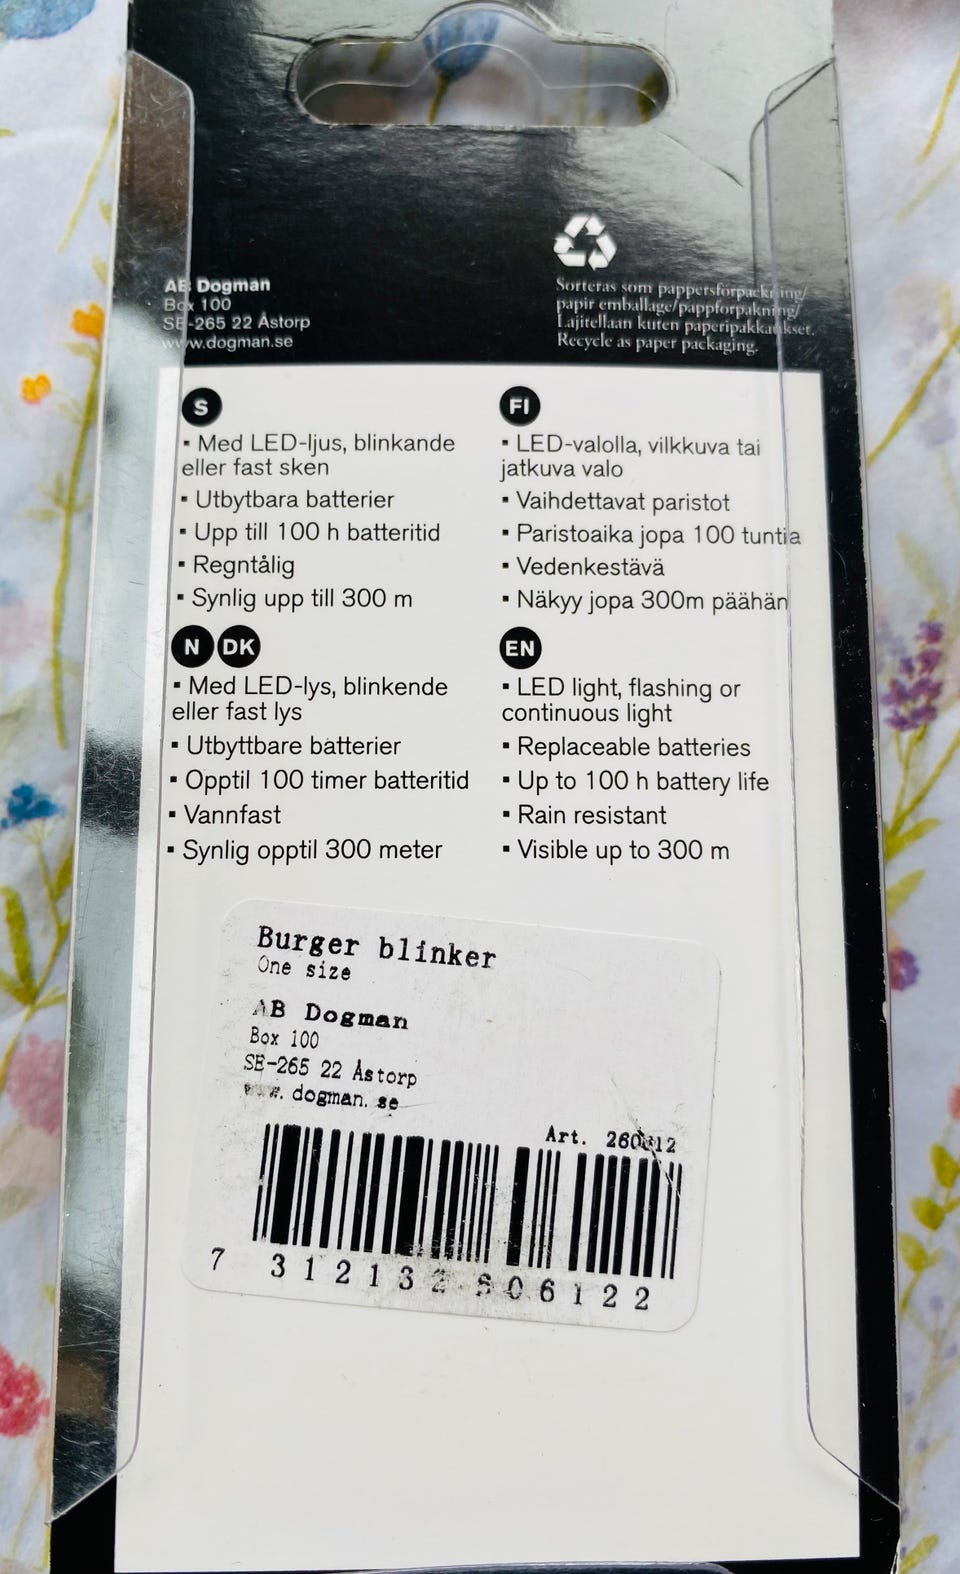 AB Dogman
Box 100
SE-265 22 Åstorp
www.dogman.se
Sorteras som pappersförpackning/
papir emballage/pappforpakning/
Lajitellaan kuten paperipakkaukset.
Recycle as paper packaging.
S
▪ Med LED-ljus, blinkande
eller fast sken
▪ Utbytbara batterier
▪ Upp till 100 h batteritid
▪ Regntålig
▪ Synlig upp till 300 m
FI
▪ LED-valolla, vilkkuva tai
jatkuva valo
▪ Vaihdettavat paristot
▪ Paristoaika jopa 100 tuntia
▪ Vedenkestävä
▪ Näkyy jopa 300m päähän
N DK
▪ Med LED-lys, blinkende
eller fast lys
▪ Utbyttbare batterier
▪ Opptil 100 timer batteritid
▪ Vannfast
▪ Synlig opptil 300 meter
EN
▪ LED light, flashing or
continuous light
▪ Replaceable batteries
▪ Up to 100 h battery life
▪ Rain resistant
▪ Visible up to 300 m
Burger blinker
One size
AB Dogman
Box 100
SE-265 22 Åstorp
www.dogman.se
Art.